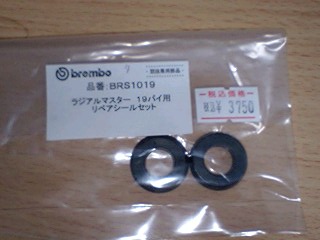 brembo
品番:BRS1019
ラジアルマスター 19パイ用
リペアシールセット
税込価格
¥ 3750